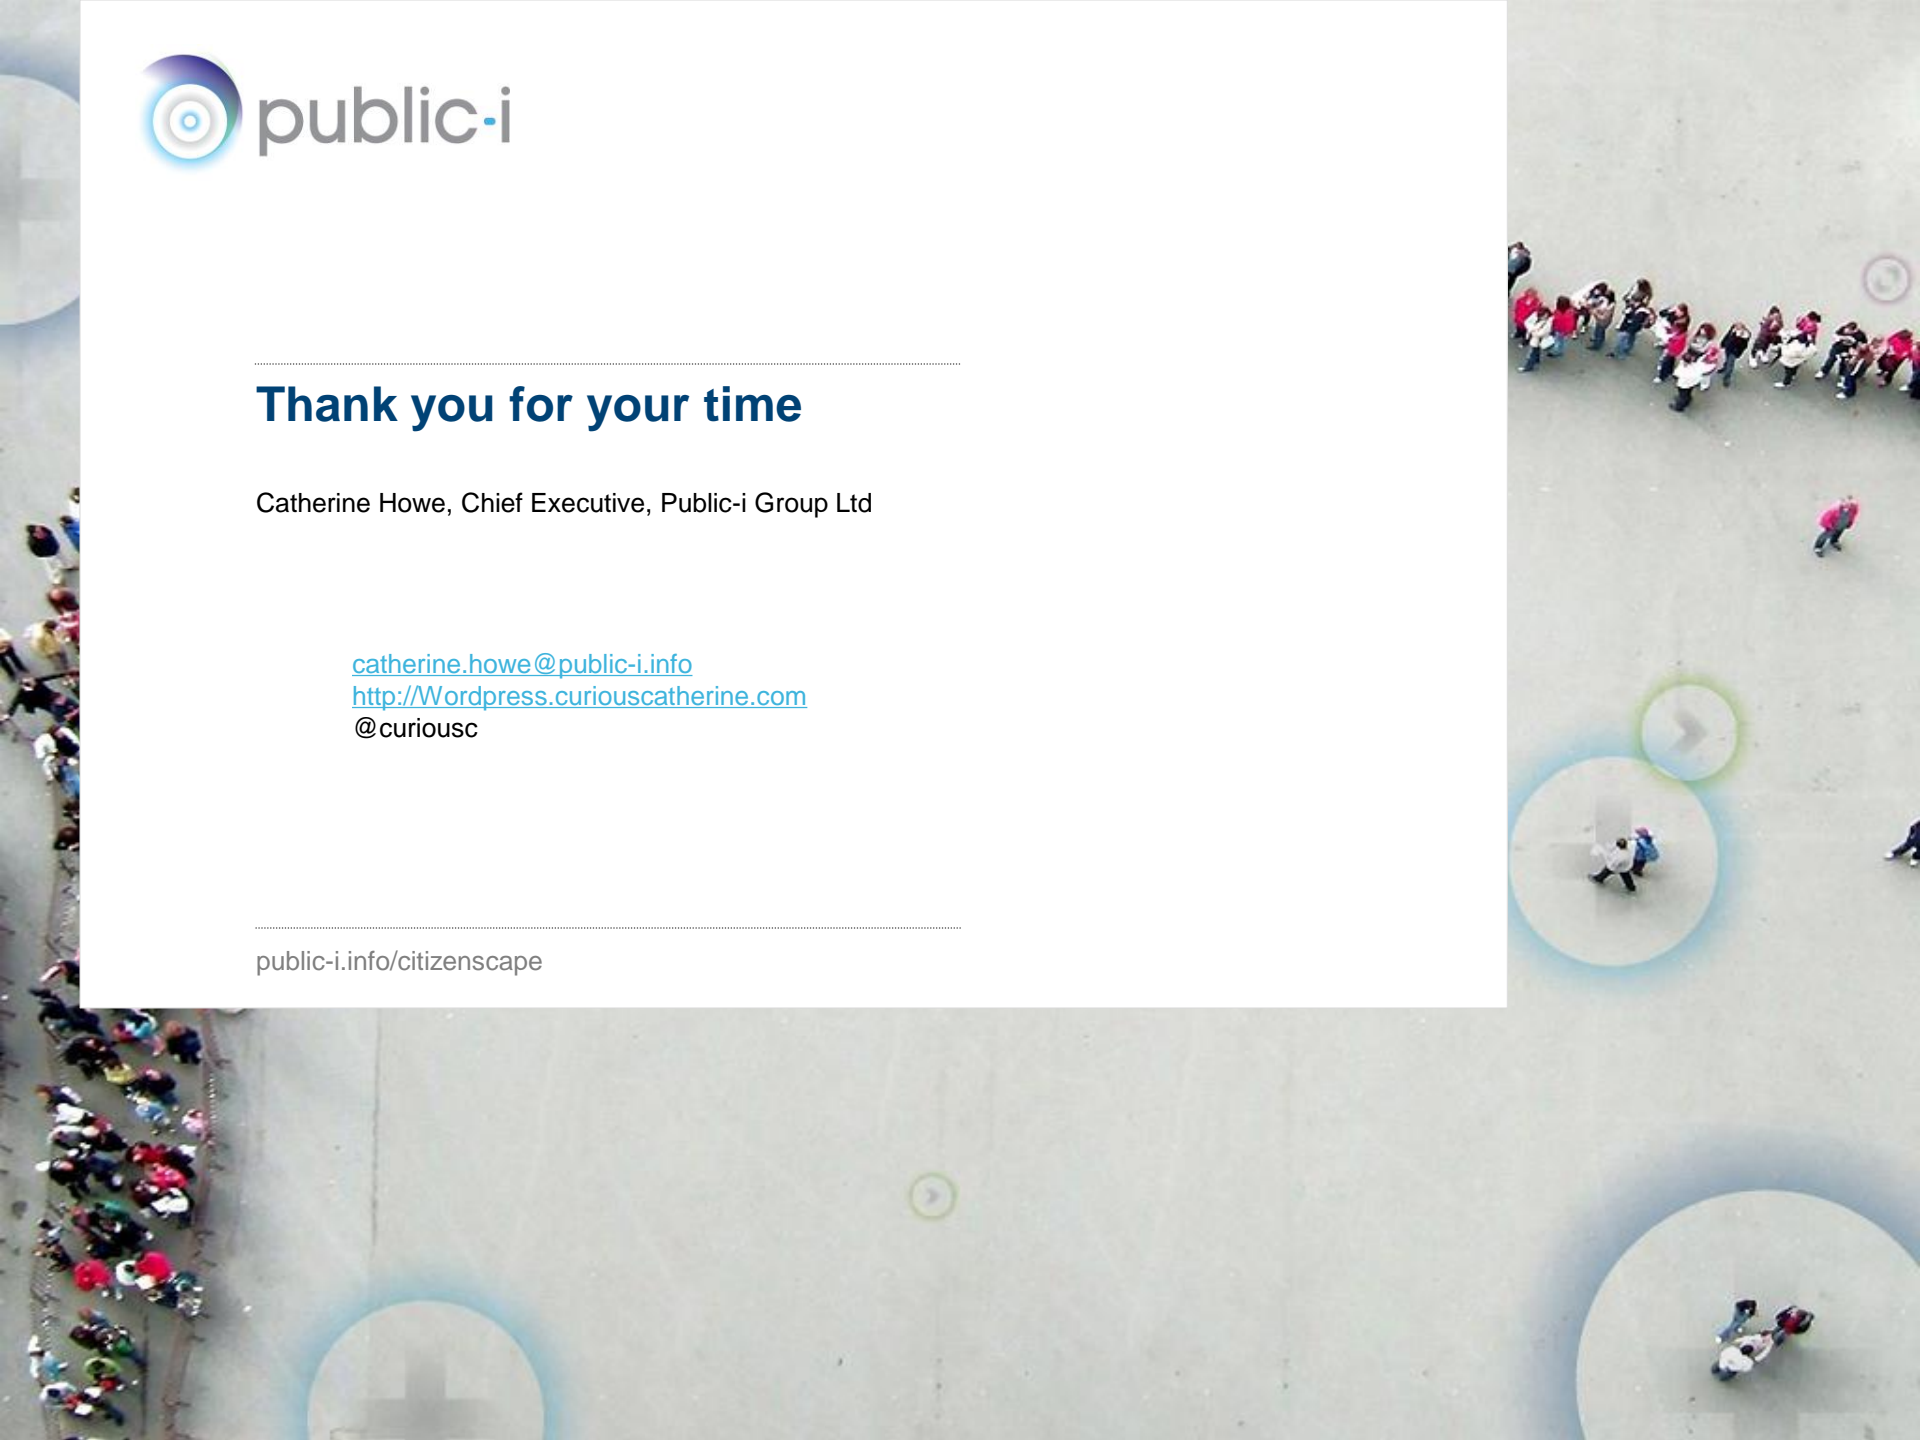 public-i
Thank you for your time
Catherine Howe, Chief Executive, Public-i Group Ltd
catherine.howe@public-i.info
http://Wordpress.curiouscatherine.com
@curiousc
public-i.info/citizenscape